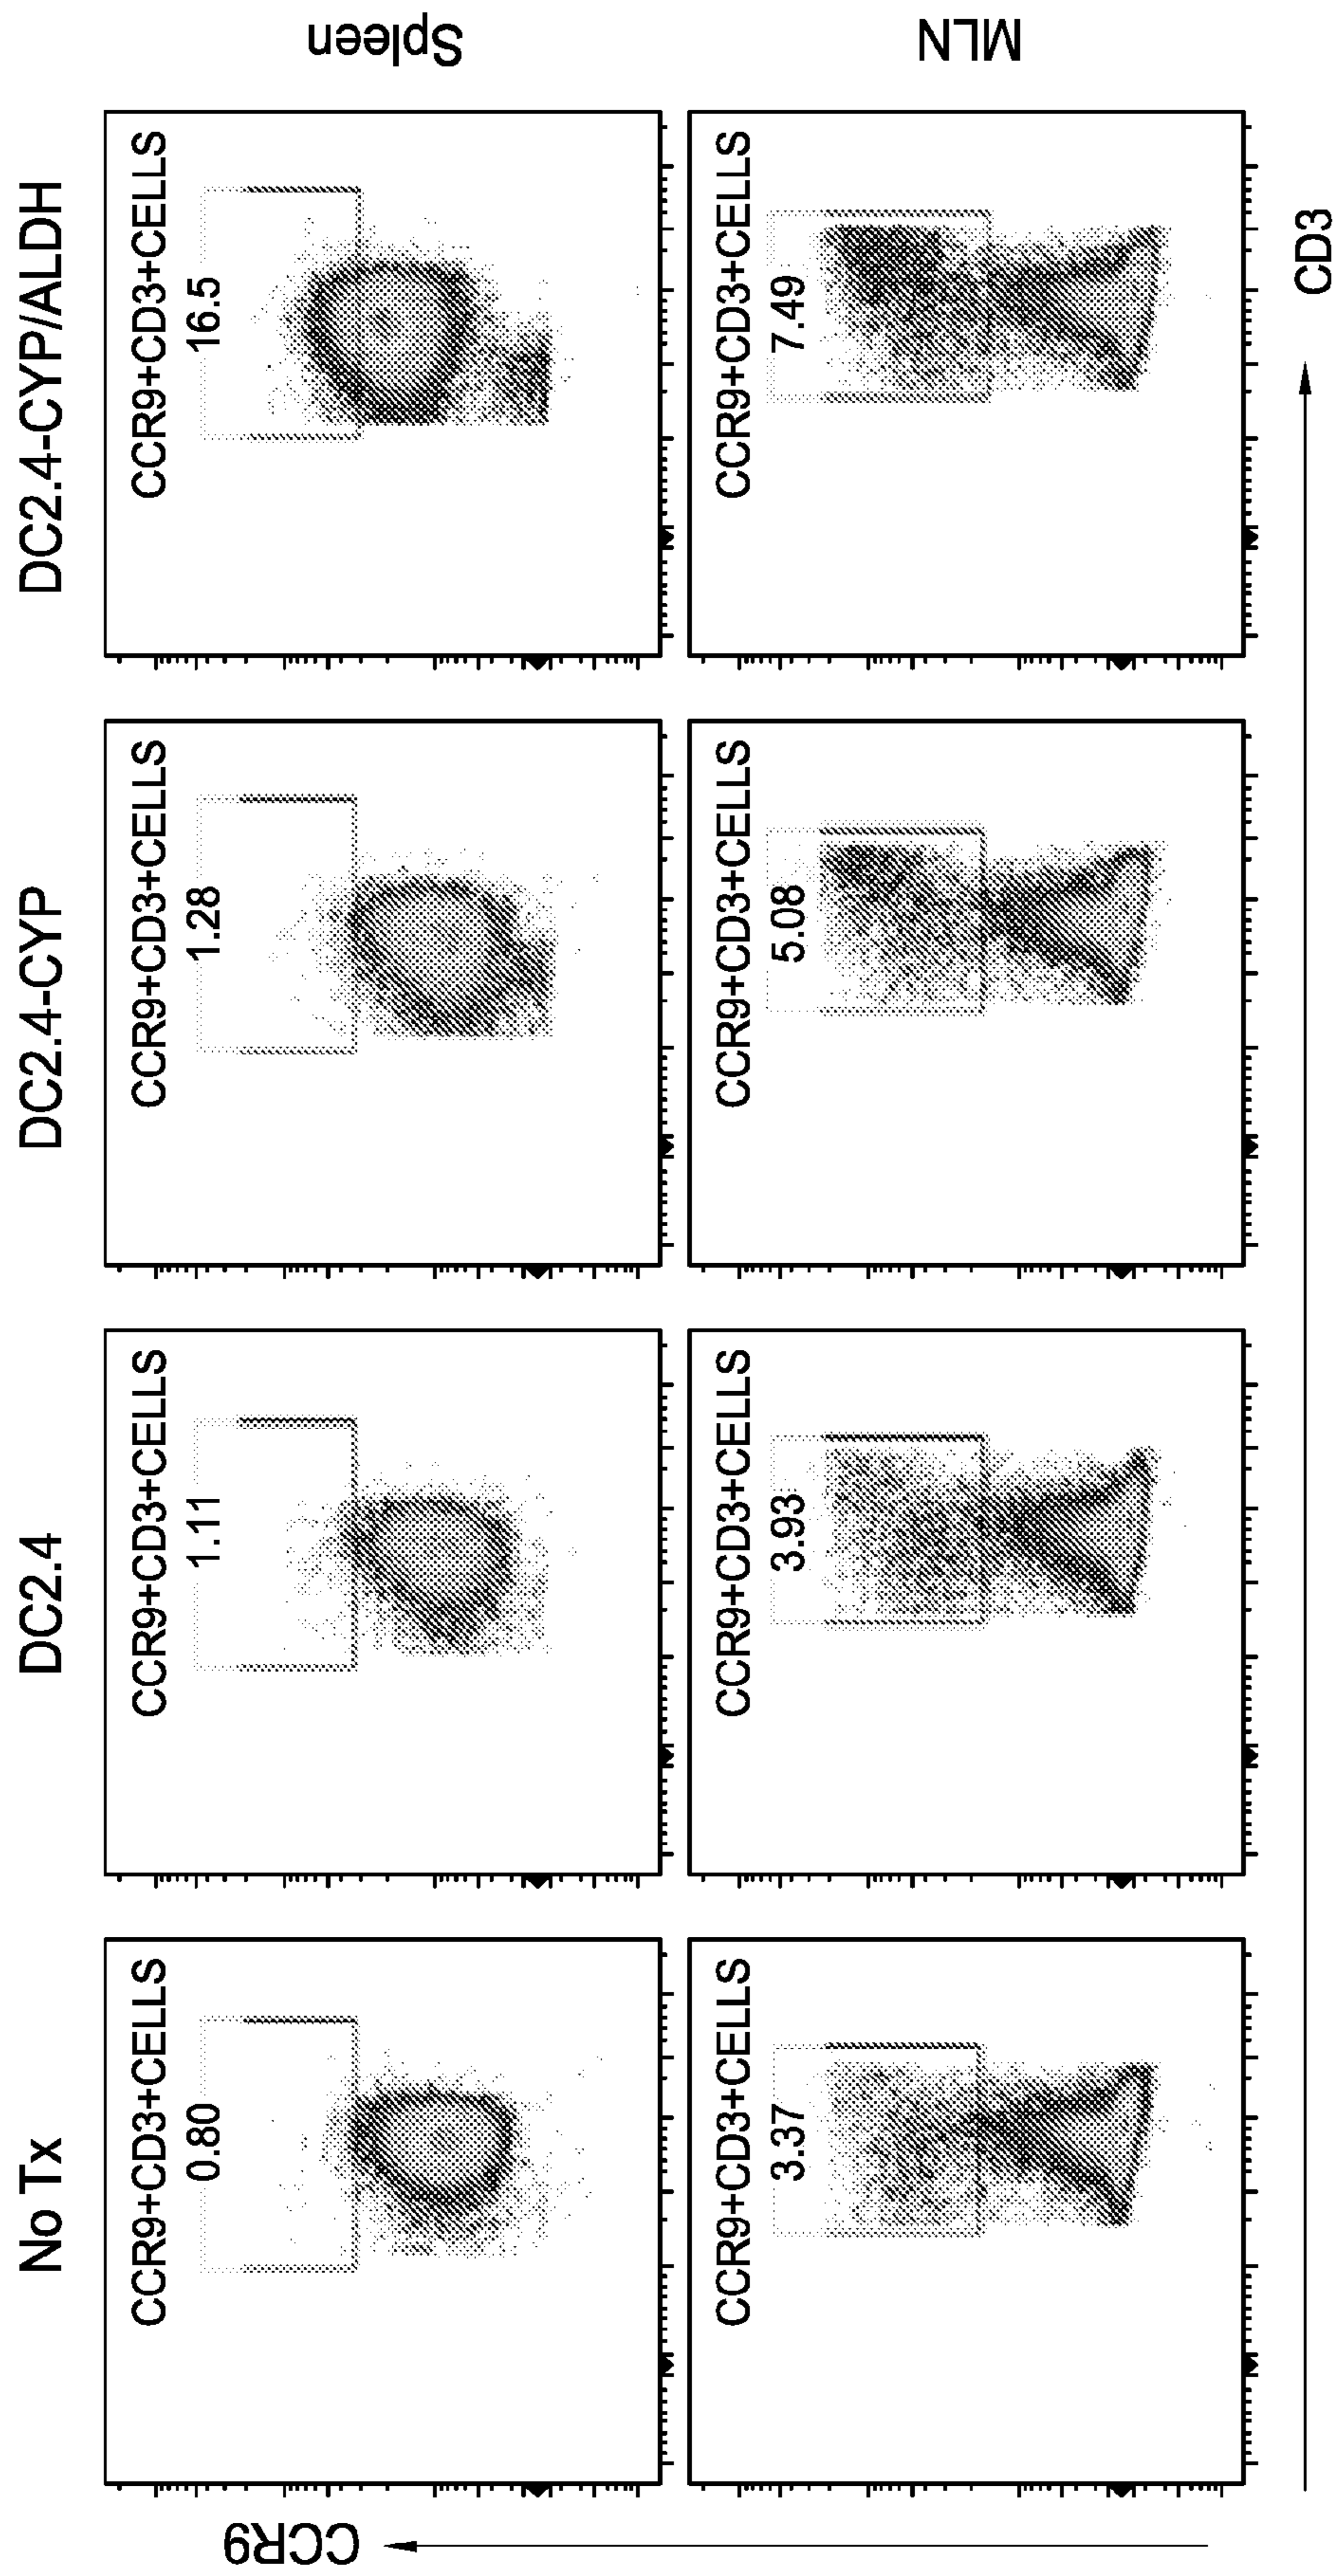 No Tx
DC2.4
DC2.4-CYP
DC2.4-CYP/ALDH
CCR9+CD3+CELLS
0.80
CCR9+CD3+CELLS
1.11
CCR9+CD3+CELLS
1.28
CCR9+CD3+CELLS
16.5
Spleen
CCR9+CD3+CELLS
3.37
CCR9+CD3+CELLS
3.93
CCR9+CD3+CELLS
5.08
CCR9+CD3+CELLS
7.49
MLN
CCR9
CD3